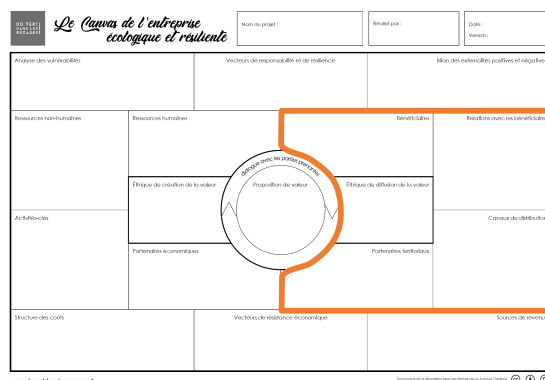 DU VERT
DANS LES
ROUAGES
Le Canvas de l'entreprise
écologique et résiliente
Nom du projet :
Réalisé par :
Date :
Version :
Analyse des vulnérabilités
Vecteurs de responsabilité et de résilience
Bilan des externalités positives et négative
Ressources non-humaines
Ressources humaines
Bénéficiaires
Relations avec les bénéficiaire
dialogue avec les parties prenantes
Éthique de création de la valeur
Proposition de valeur
Éthique de diffusion de la valeur
Activités-clés
Canaux de distribution
Partenaires économiques
Partenaires territoriaux
Structure des coûts
Vecteurs de résistance économique
Sources de revenu